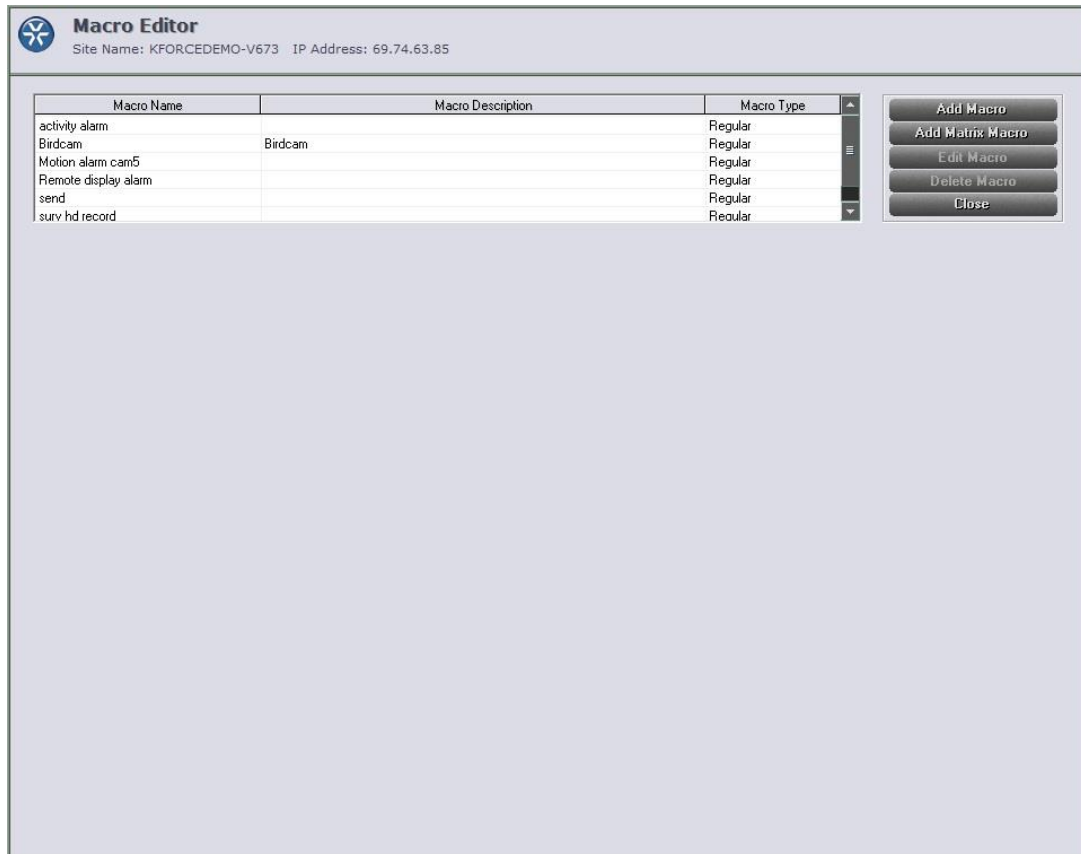 Macro Editor
Site Name: KFORCEDEMO-V673 IP Address: 69.74.63.85
Macro Name Macro Description Macro Type
activity alarm Regular
Birdcam Birdcam Regular
Motion alarm cam5 Regular
Remote display alarm Regular
send Regular
surv hd record Regular
Add Macro
Add Matrix Macro
Edit Macro
Delete Macro
Close